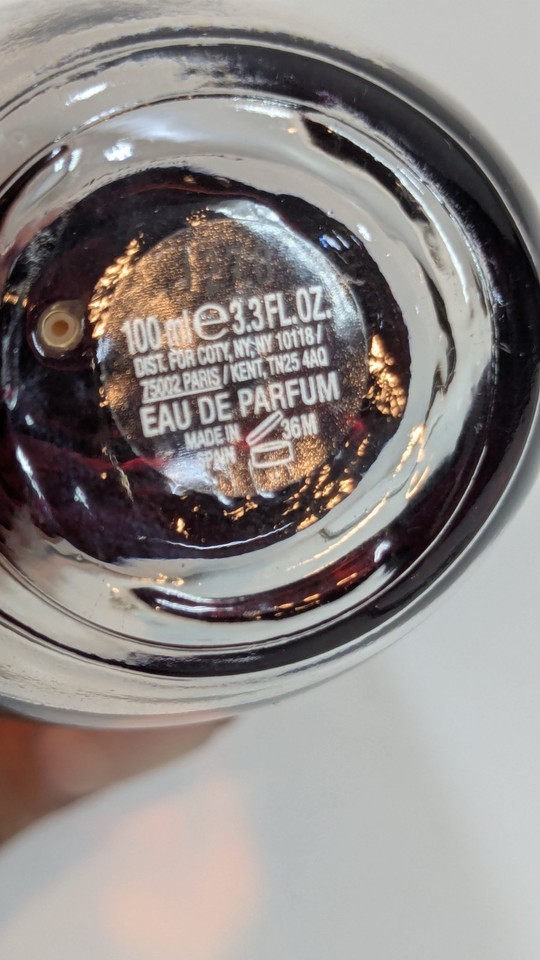 100 ml e 3.3 FL.OZ.
DIST. FOR COTY, NY, NY 10118 /
75002 PARIS / KENT, TN25 4AQ
EAU DE PARFUM
MADE IN
SPAIN
36M